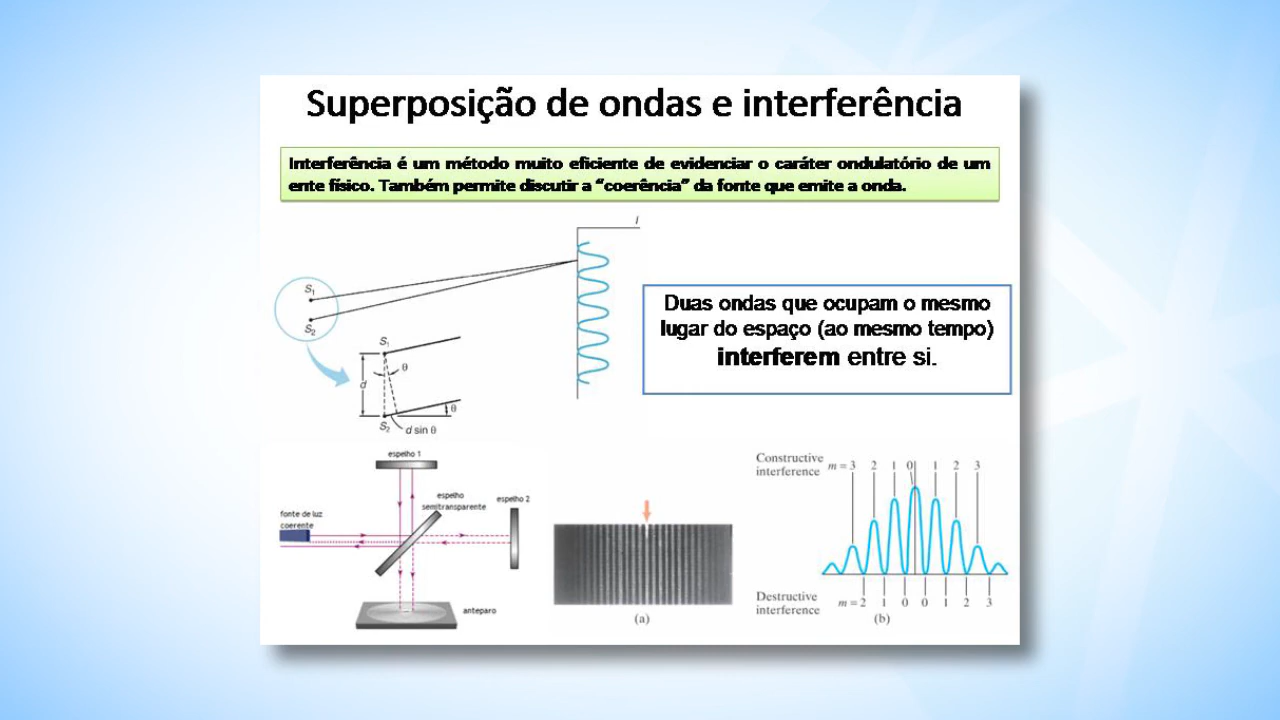 Superposição de ondas e interferência
Interferência é um método muito eficiente de evidenciar o caráter ondulatório de um
ente físico. Também permite discutir a “coerência” da fonte que emite a onda.
I
S1
S2
Duas ondas que ocupam o mesmo
lugar do espaço (ao mesmo tempo)
interferem entre si.
S1
θ
d
θ
S2
d sin θ
espelho 1
espelho
semitransparente
espelho 2
fonte de luz
coerente
anteparo
(a)
Constructive
interference
m = 3 2 1 0 1 2 3
Destructive
interference
m = 2 1 0 0 1 2 3
(b)